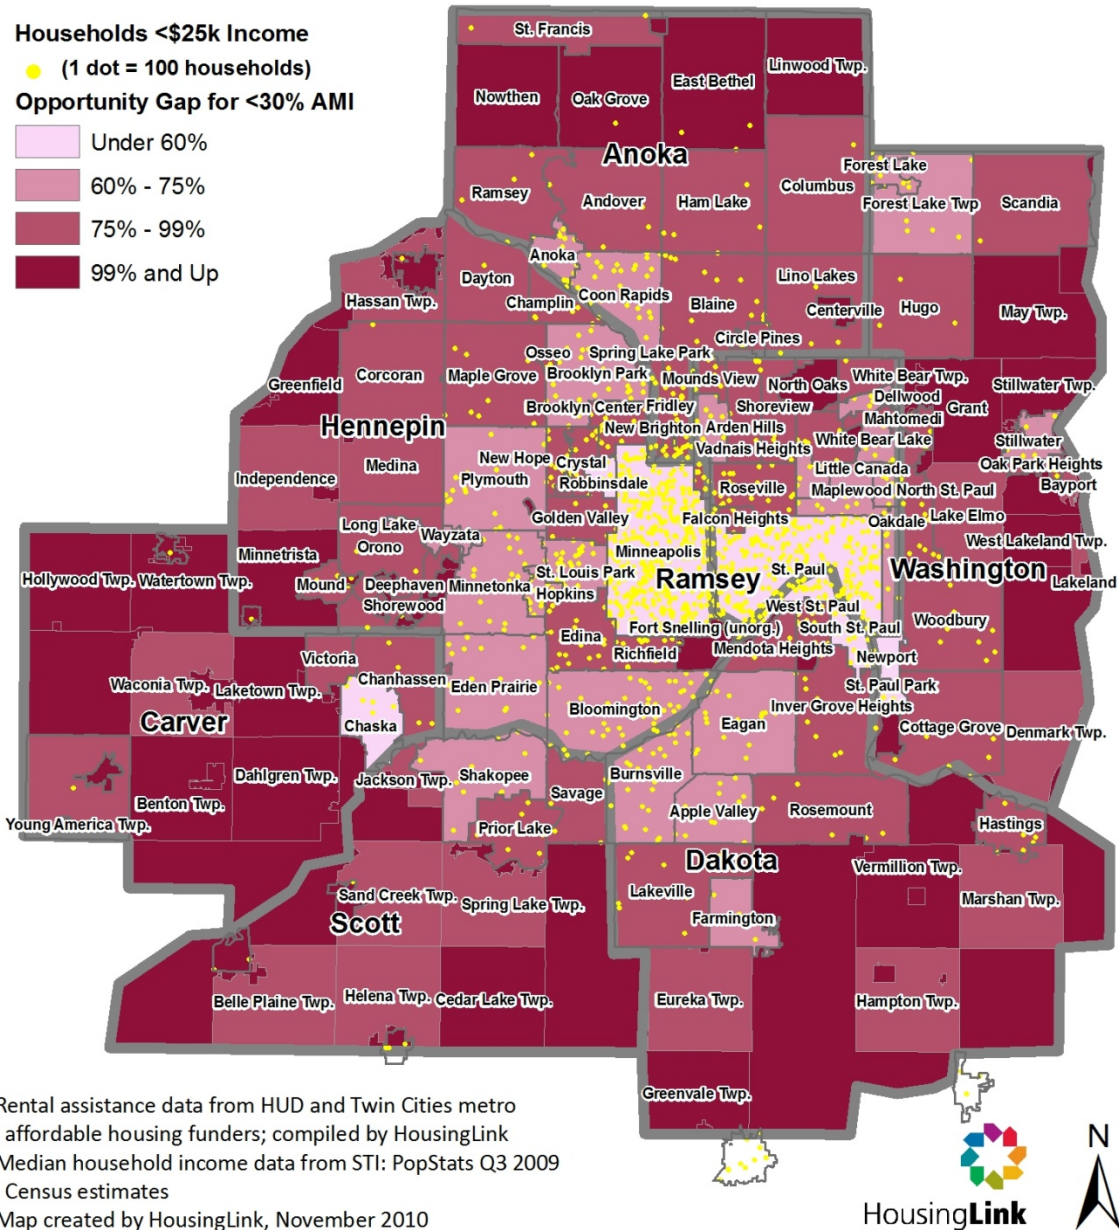 Households <$25k Income
(1 dot = 100 households)
Opportunity Gap for <30% AMI
Under 60%
60% - 75%
75% - 99%
99% and Up
St. Francis
Linwood Twp.
East Bethel
Nowthen
Oak Grove
Anoka
Forest Lake
Columbus
Ramsey
Andover
Ham Lake
Forest Lake Twp
Scandia
Anoka
Dayton
Lino Lakes
Hassan Twp.
Champlin
Coon Rapids
Blaine
Centerville
Hugo
May Twp.
Circle Pines
Osseo
Spring Lake Park
Greenfield
Corcoran
Maple Grove
Brooklyn Park
Mounds View
North Oaks
White Bear Twp.
Stillwater Twp.
Dellwood
Brooklyn Center
Fridley
Shoreview
Grant
Mahtomedi
Hennepin
New Brighton
Arden Hills
White Bear Lake
Stillwater
Vadnais Heights
New Hope
Crystal
Medina
Little Canada
Oak Park Heights
Independence
Plymouth
Robbinsdale
Roseville
Maplewood
North St. Paul
Bayport
Long Lake
Golden Valley
Falcon Heights
Oakdale
Lake Elmo
Orono
Wayzata
West Lakeland Twp.
Minnetrista
Minneapolis
Hollywood Twp.
Watertown Twp.
Mound
Deephaven
Minnetonka
St. Louis Park
Ramsey
St. Paul
Washington
Lakeland
Shorewood
Hopkins
West St. Paul
Woodbury
Edina
Fort Snelling (unorg.)
South St. Paul
Victoria
Richfield
Mendota Heights
Newport
Waconia Twp.
Laketown Twp.
Chanhassen
Eden Prairie
St. Paul Park
Carver
Chaska
Bloomington
Eagan
Inver Grove Heights
Cottage Grove
Denmark Twp.
Dahlgren Twp.
Jackson Twp.
Shakopee
Burnsville
Benton Twp.
Savage
Young America Twp.
Prior Lake
Apple Valley
Rosemount
Hastings
Dakota
Vermillion Twp.
Sand Creek Twp.
Spring Lake Twp.
Lakeville
Marshan Twp.
Scott
Farmington
Belle Plaine Twp.
Helena Twp.
Cedar Lake Twp.
Eureka Twp.
Hampton Twp.
Greenvale Twp.
Rental assistance data from HUD and Twin Cities metro
affordable housing funders; compiled by HousingLink
Median household income data from STI: PopStats Q3 2009
Census estimates
Map created by HousingLink, November 2010
HousingLink
N